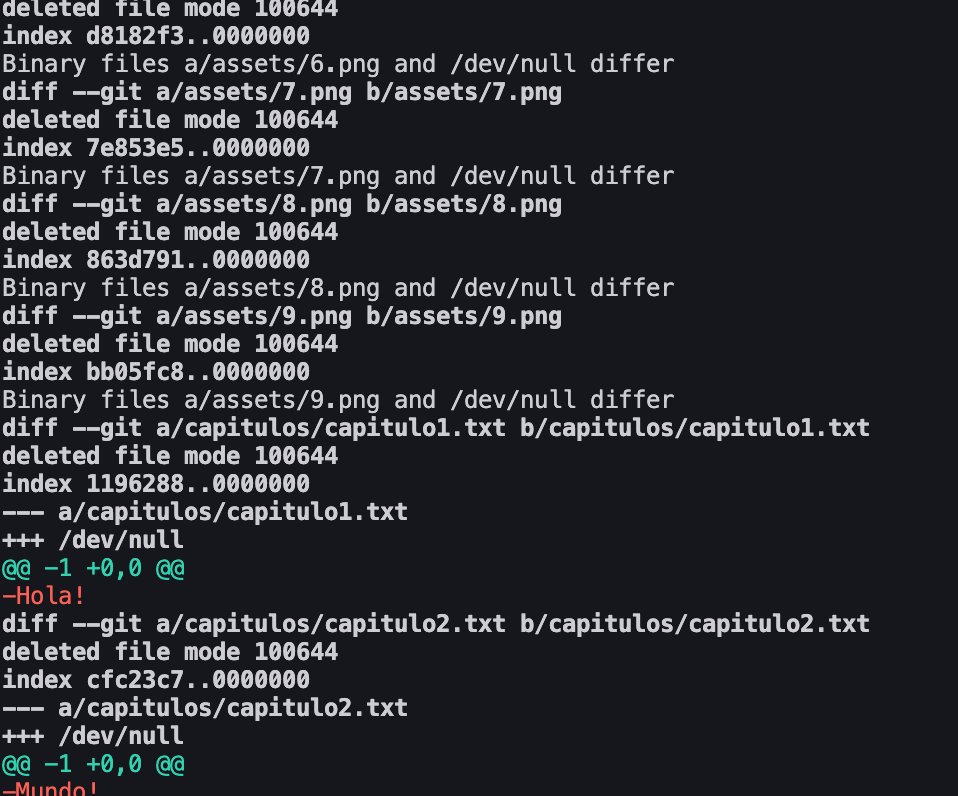 deleted file mode 100644
index d8182f3..0000000
Binary files a/assets/6.png and /dev/null differ
diff --git a/assets/7.png b/assets/7.png
deleted file mode 100644
index 7e853e5..0000000
Binary files a/assets/7.png and /dev/null differ
diff --git a/assets/8.png b/assets/8.png
deleted file mode 100644
index 863d791..0000000
Binary files a/assets/8.png and /dev/null differ
diff --git a/assets/9.png b/assets/9.png
deleted file mode 100644
index bb05fc8..0000000
Binary files a/assets/9.png and /dev/null differ
diff --git a/capitulos/capitulo1.txt b/capitulos/capitulo1.txt
deleted file mode 100644
index 1196288..0000000
--- a/capitulos/capitulo1.txt
+++ /dev/null
@@ -1 +0,0 @@
-Hola!
diff --git a/capitulos/capitulo2.txt b/capitulos/capitulo2.txt
deleted file mode 100644
index cfc23c7..0000000
--- a/capitulos/capitulo2.txt
+++ /dev/null
@@ -1 +0,0 @@
-Mundo!